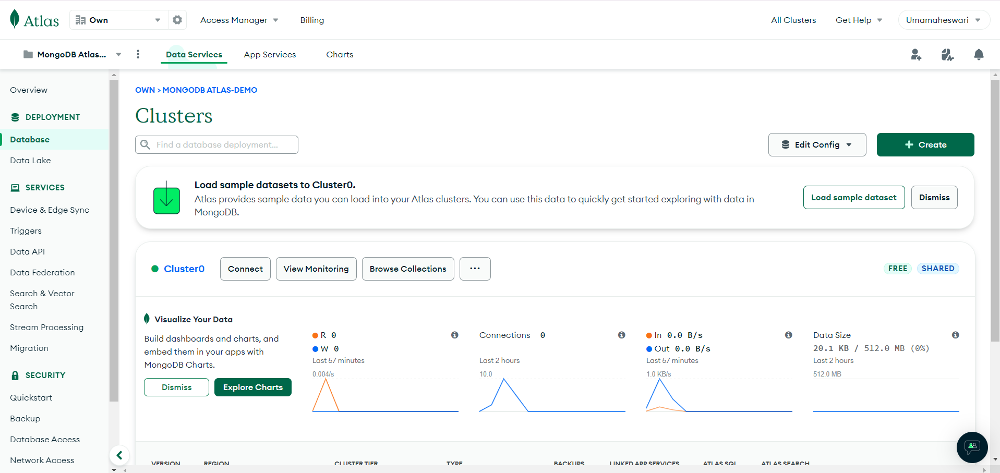 Atlas
Own
Access Manager
Billing
All Clusters
Get Help
Umamaheswari
MongoDB Atlas...
Data Services
App Services
Charts
Overview
DEPLOYMENT
Database
Data Lake
SERVICES
Device & Edge Sync
Triggers
Data API
Data Federation
Search & Vector
Search
Stream Processing
Migration
SECURITY
Quickstart
Backup
Database Access
Network Access
OWN > MONGODB ATLAS-DEMO
Clusters
Find a database deployment...
Edit Config
+ Create
Load sample datasets to Cluster0.
Atlas provides sample data you can load into your Atlas clusters. You can use this data to quickly get started exploring with data in
MongoDB.
Load sample dataset
Dismiss
Cluster0
Connect
View Monitoring
Browse Collections
...
FREE
SHARED
Visualize Your Data
Build dashboards and charts, and
embed them in your apps with
MongoDB Charts.
Dismiss
Explore Charts
R 0
W 0
Last 57 minutes
0.004/s
Connections 0
Last 2 hours
10.0
In 0.0 B/s
Out 0.0 B/s
Last 57 minutes
1.0 KB/s
Data Size
20.1 KB / 512.0 MB (0%)
Last 2 hours
512.0 MB
VERSION
REGION
CLUSTER TIER
TYPE
BACKUPS
LINKED APP SERVICES
ATLAS SQL
ATLAS SEARCH